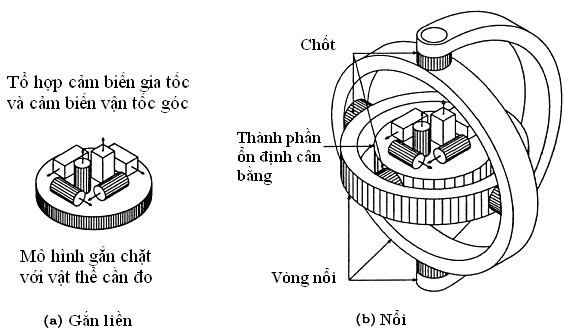 Tổ hợp cảm biến gia tốc
và cảm biến vận tốc góc
Mô hình gắn chặt
với vật thể cần đo
(a) Gắn liền
Chốt
Thành phần
ổn định cân
bằng
Vòng nổi
(b) Nổi